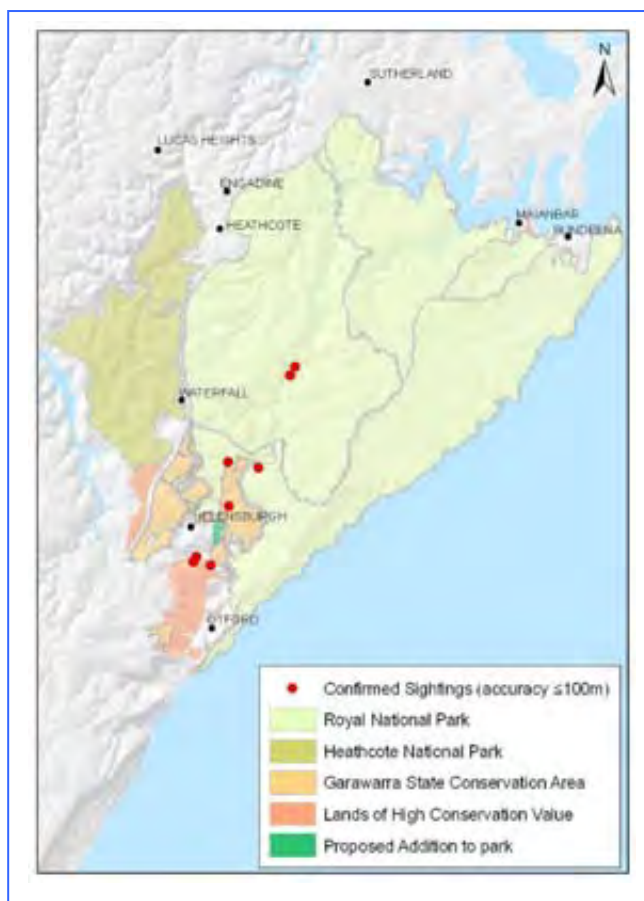 N
SUTHERLAND
LUCAS HEIGHTS
ENGADINE
HEATHCOTE
MAIANBAR
BUNDEENA
WATERFALL
HELENSBURGH
OTFORD
Confirmed Sightings (accuracy ≤100m)
Royal National Park
Heathcote National Park
Garawarra State Conservation Area
Lands of High Conservation Value
Proposed Addition to park